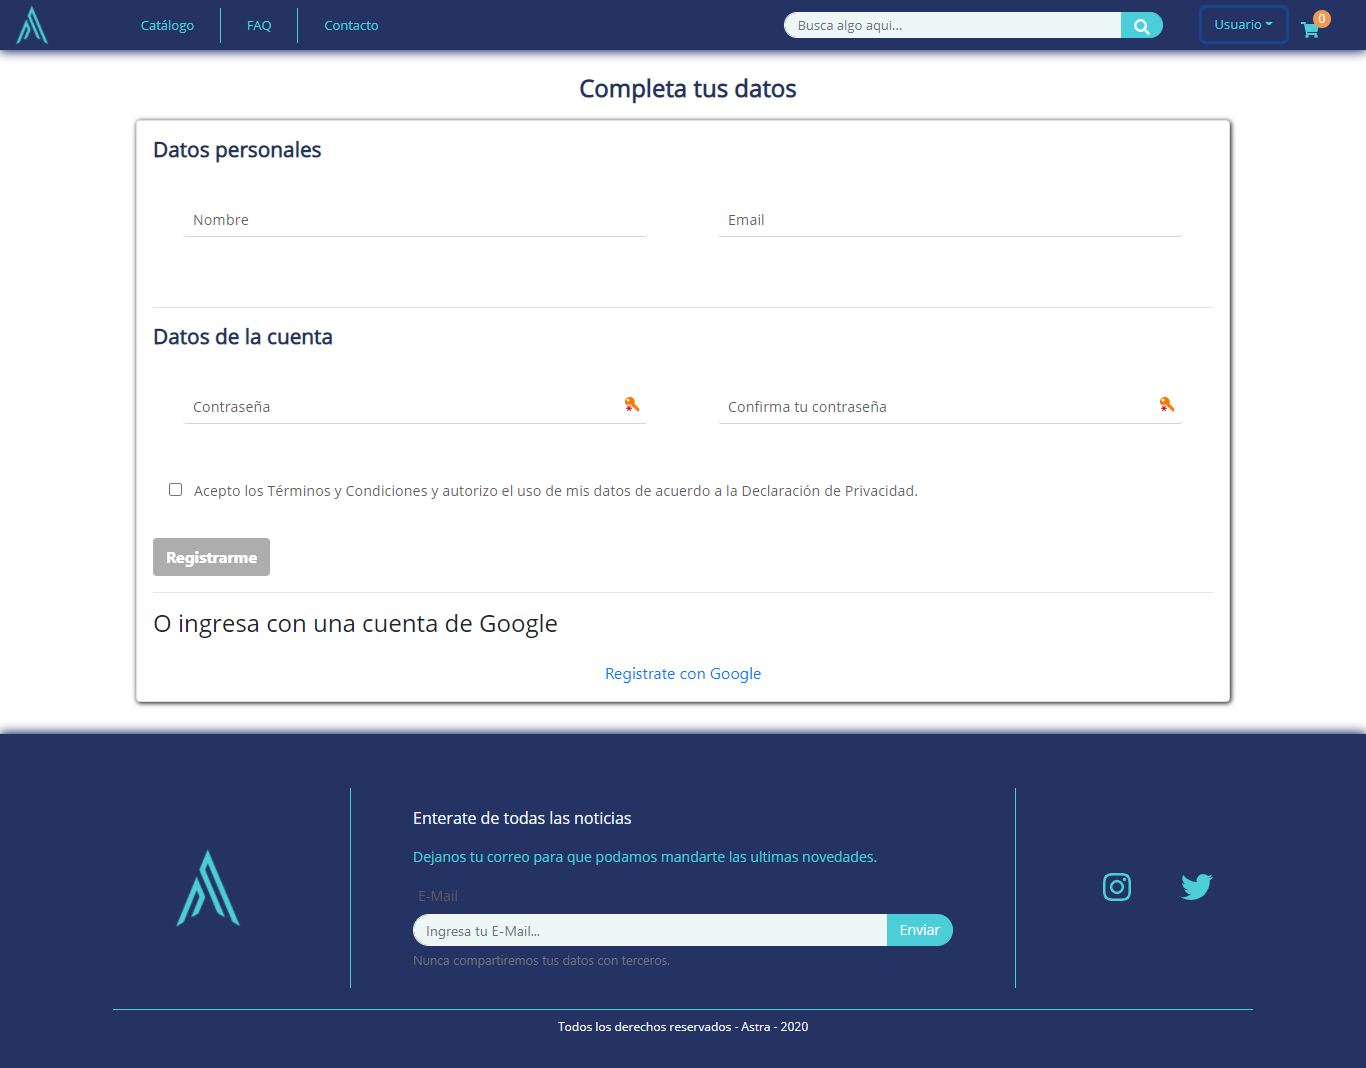 Catálogo
FAQ
Contacto
Busca algo aqui...
Usuario
0
Completa tus datos
Datos personales
Nombre
Email
Datos de la cuenta
Contraseña
Confirma tu contraseña
Acepto los Términos y Condiciones y autorizo el uso de mis datos de acuerdo a la Declaración de Privacidad.
Registrarme
O ingresa con una cuenta de Google
Registrate con Google
Enterate de todas las noticias
Dejanos tu correo para que podamos mandarte las ultimas novedades.
E-Mail
Ingresa tu E-Mail...
Enviar
Nunca compartiremos tus datos con terceros.
Todos los derechos reservados - Astra - 2020